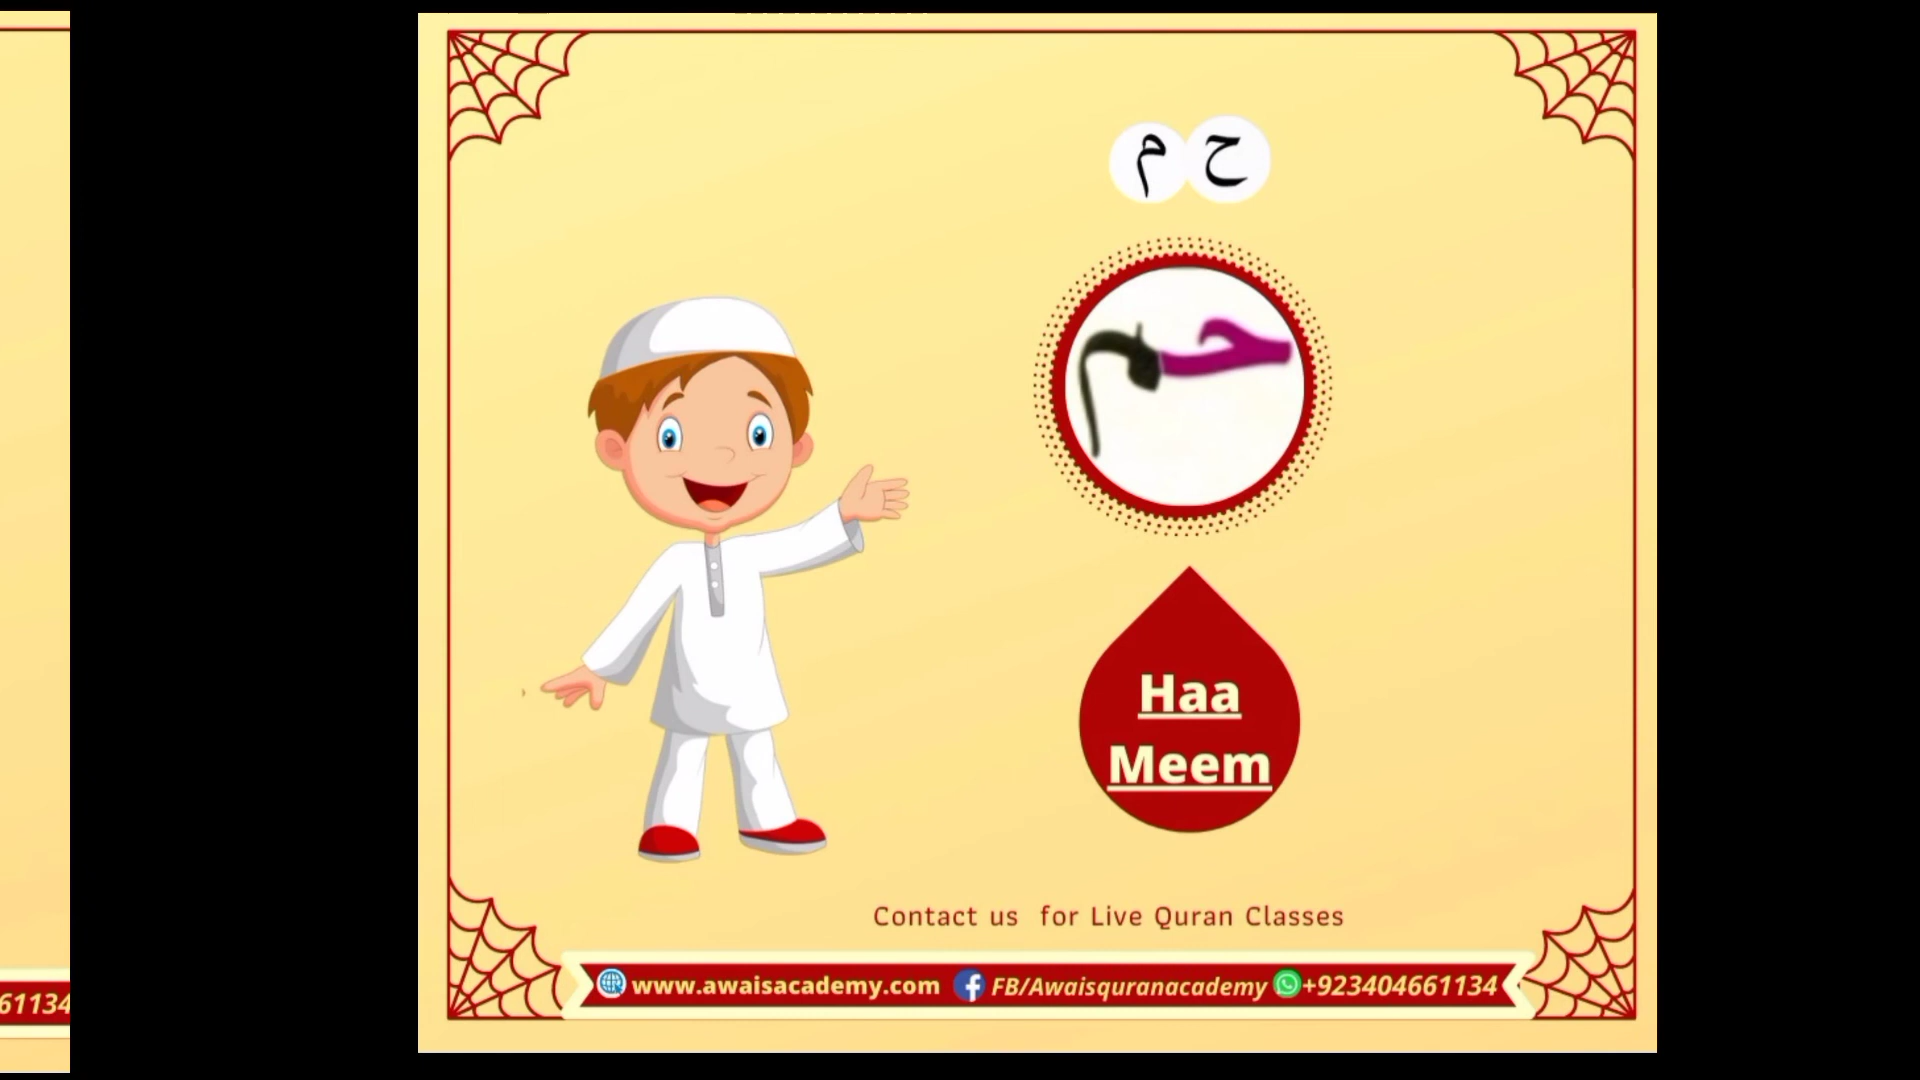 ح م
حم
Haa
Meem
Contact us for Live Quran Classes
www.awaisacademy.com FB/Awaisquranacademy +923404661134
61134